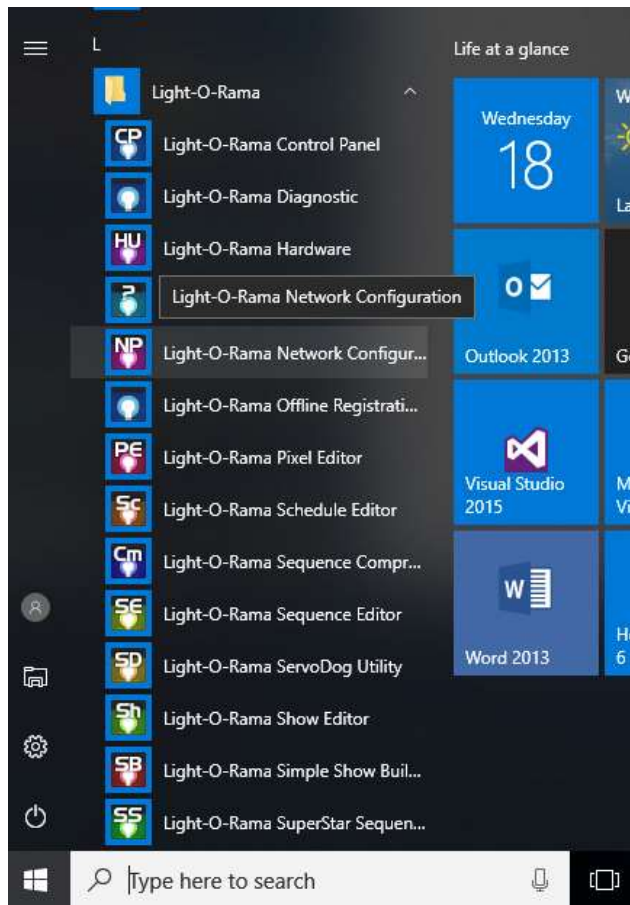 L
Light-O-Rama
CP
Light-O-Rama Control Panel
Light-O-Rama Diagnostic
HU
Light-O-Rama Hardware
?
Light-O-Rama Network Configuration
NP
Light-O-Rama Network Configur...
Light-O-Rama Offline Registrati...
PE
Light-O-Rama Pixel Editor
Sc
Light-O-Rama Schedule Editor
Cm
Light-O-Rama Sequence Compr...
SE
Light-O-Rama Sequence Editor
SD
Light-O-Rama ServoDog Utility
Sh
Light-O-Rama Show Editor
SB
Light-O-Rama Simple Show Buil...
SS
Light-O-Rama SuperStar Sequen...
Type here to search
Life at a glance
Wednesday
18
W
La
Outlook 2013
G
Visual Studio
2015
M
Vi
Word 2013
H
6